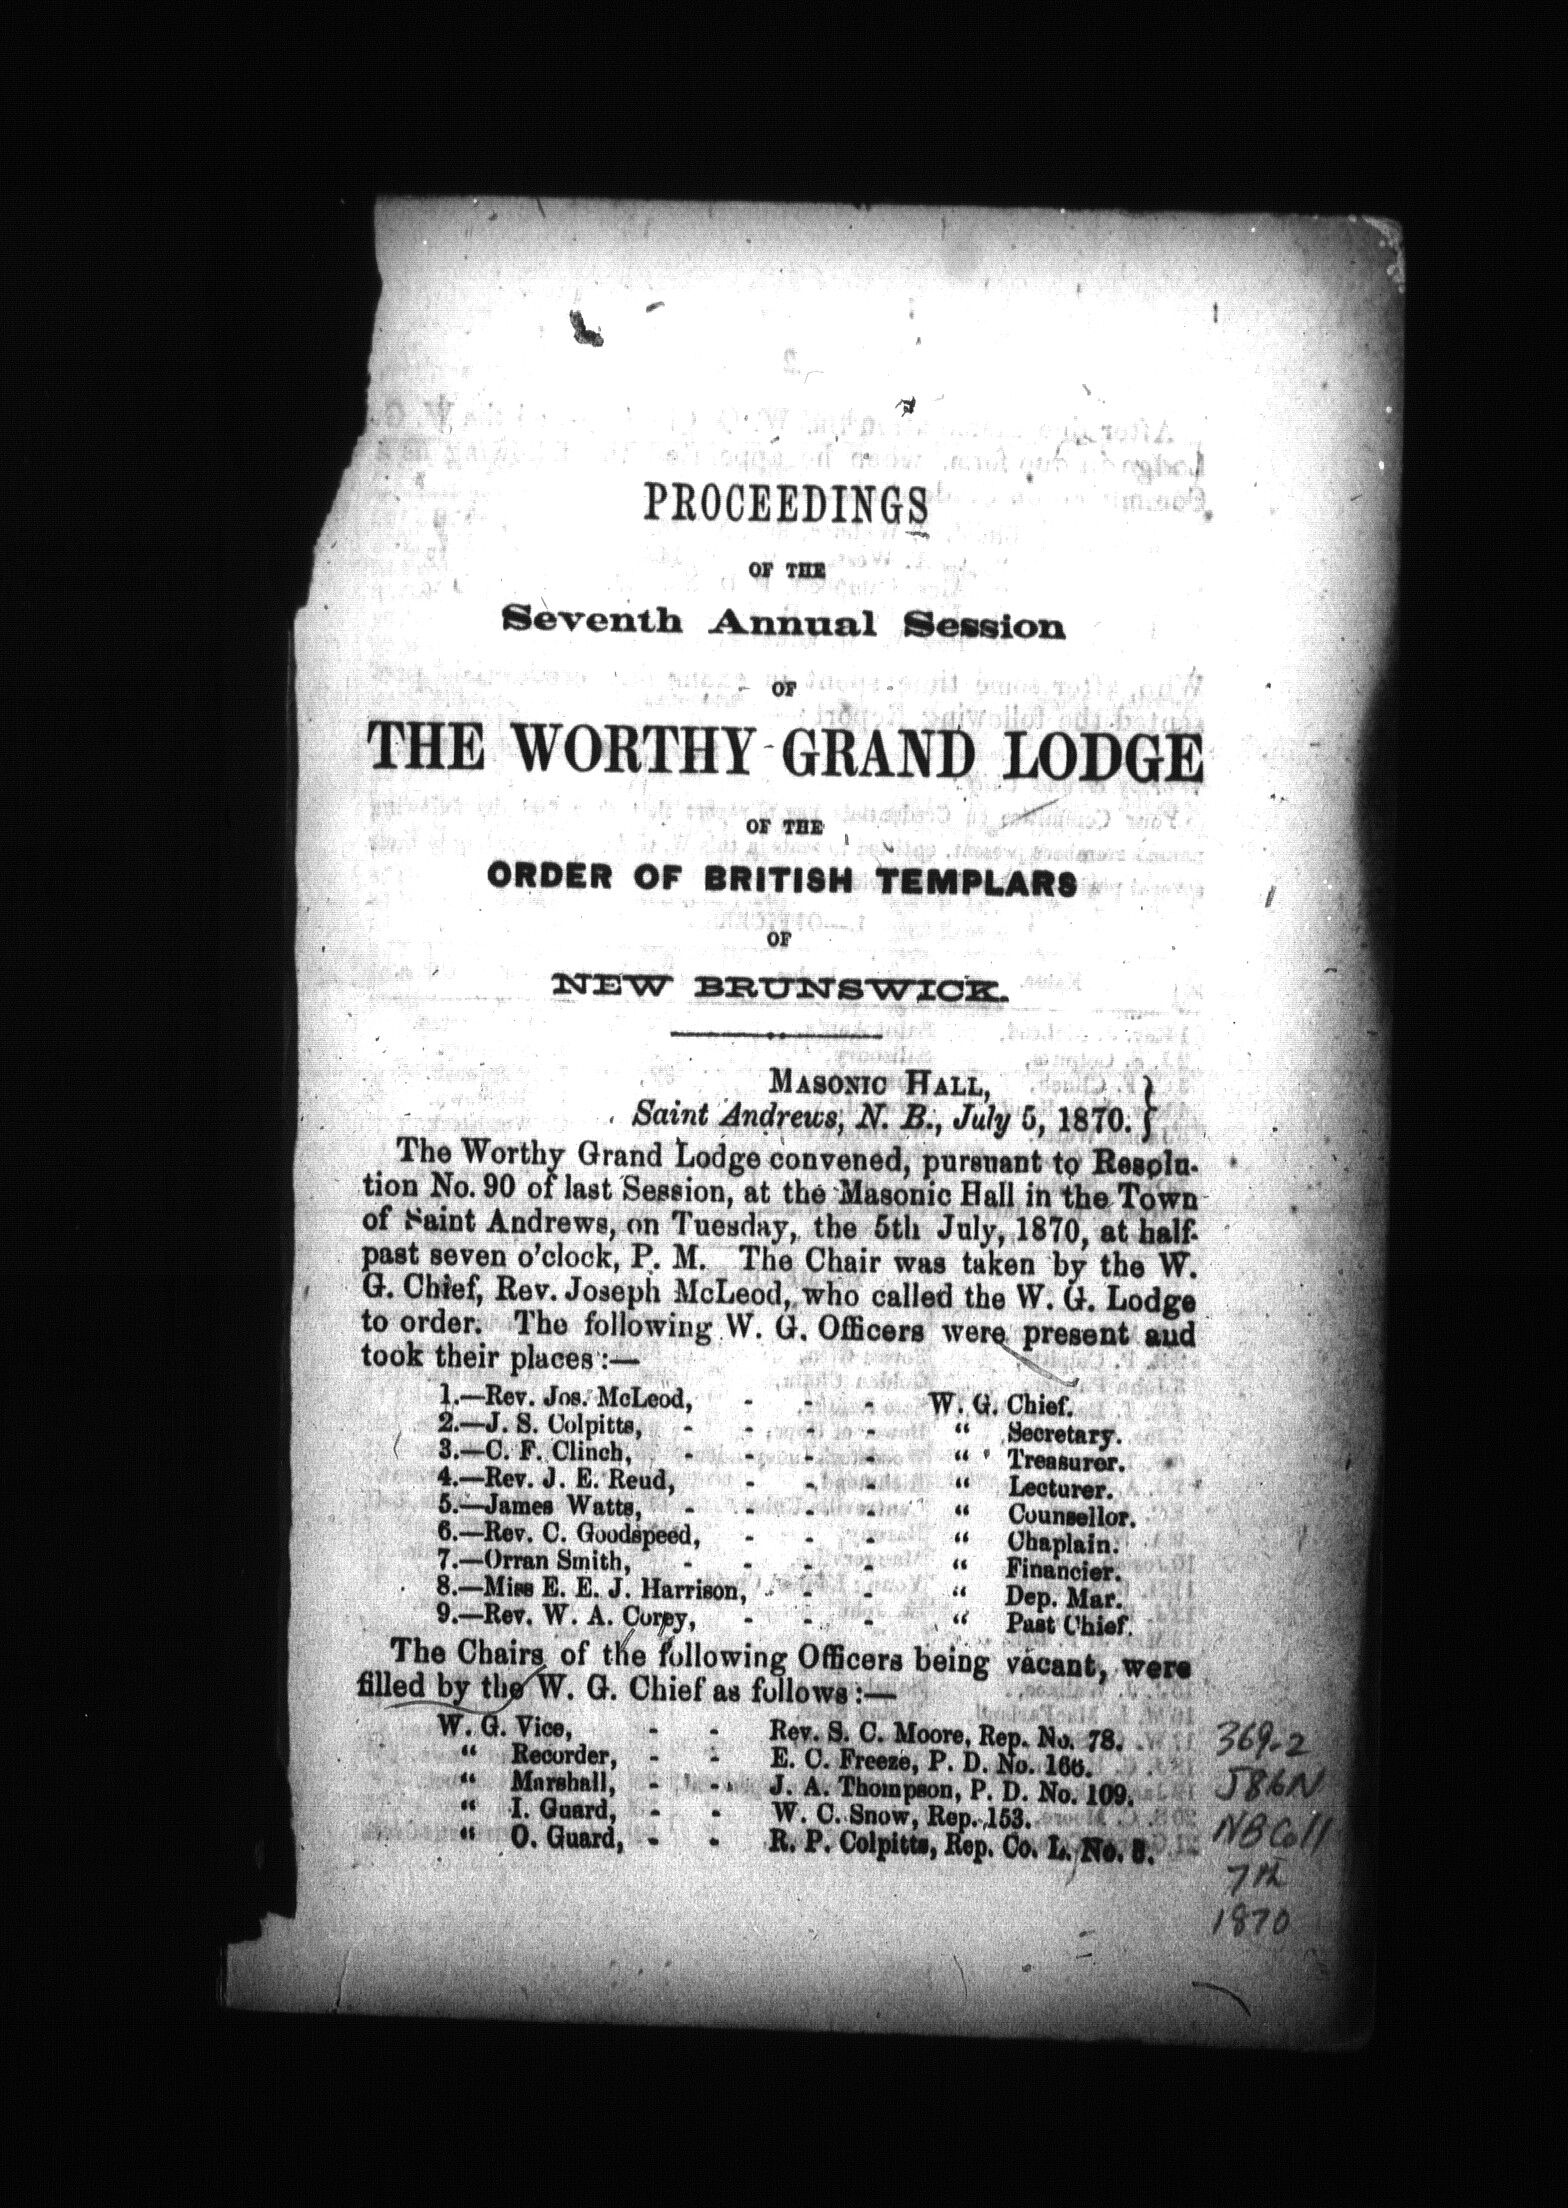 PROCEEDINGS
OF THE
Seventh Annual Session
OF
THE WORTHY GRAND LODGE
OF THE
ORDER OF BRITISH TEMPLARS
OF
NEW BRUNSWICK.
MASONIC HALL,
Saint Andrews, N. B., July 5, 1870. }
The Worthy Grand Lodge convened, pursuant to Resolu-
tion No. 90 of last Session, at the Masonic Hall in the Town
of Saint Andrews, on Tuesday, the 5th July, 1870, at half-
past seven o'clock, P. M. The Chair was taken by the W.
G. Chief, Rev. Joseph McLeod, who called the W. G. Lodge
to order. The following W. G. Officers were present and
took their places:—
1.—Rev. Jos. McLeod, - - - W. G. Chief.
2.—J. S. Colpitts, - - - - " Secretary.
3.—C. F. Clinch, - - - - " Treasurer.
4.—Rev. J. E. Reud, - - - " Lecturer.
5.—James Watts, - - - - " Counsellor.
6.—Rev. C. Goodspeed, - - - " Chaplain.
7.—Orran Smith, - - - - " Financier.
8.—Miss E. E. J. Harrison, - - " Dep. Mar.
9.—Rev. W. A. Corey, - - - " Past Chief.
The Chairs of the following Officers being vacant, were
filled by the W. G. Chief as follows:—
W. G. Vice, - - Rev. S. C. Moore, Rep. No. 78.
" Recorder, - - E. C. Freeze, P. D. No.
" Marshall, - - J. A. Thompson, P. D. No. 109.
" I. Guard, - - W. C. Snow, Rep. 153.
" O. Guard, - - R. P. Colpitts, Rep. Co. L. No.
369.2
J86N
NBColl
7th
1870